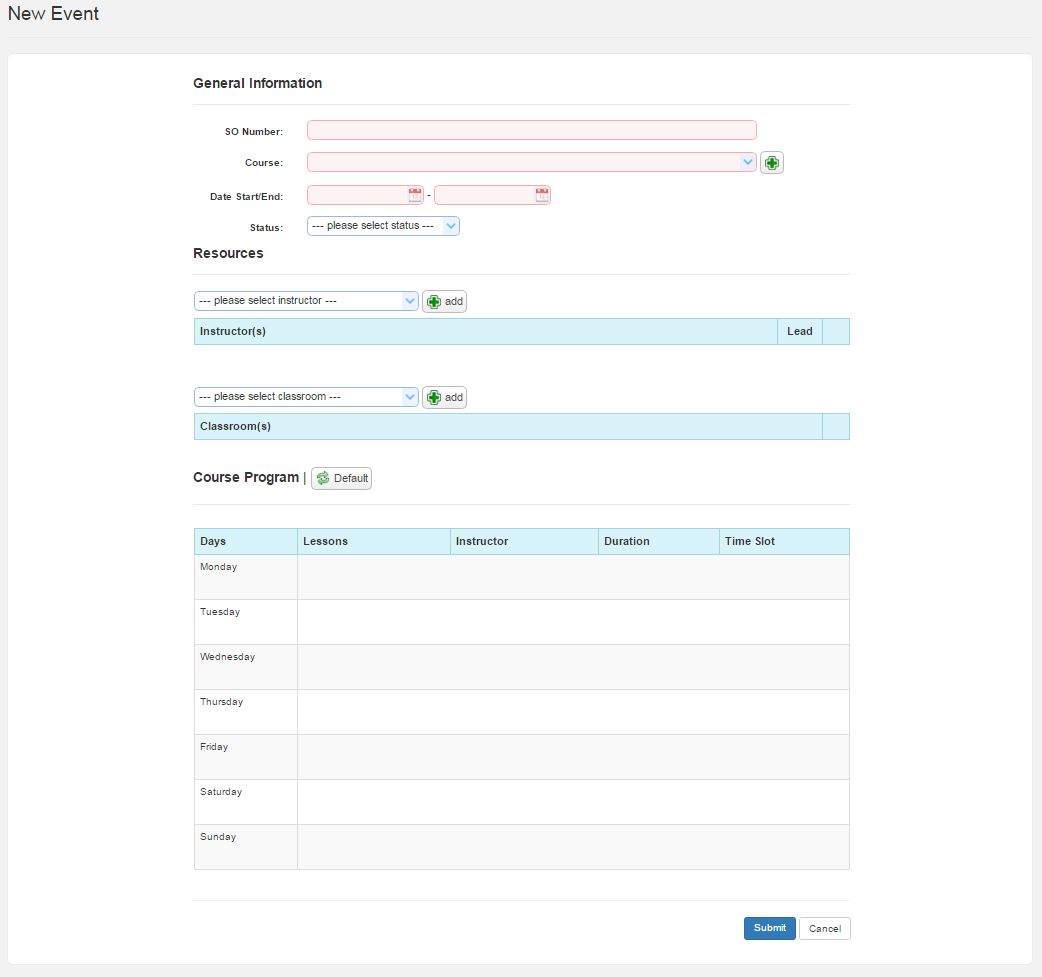 New Event
General Information
SO Number:
Course:
Date Start/End: -
Status: --- please select status ---
Resources
--- please select instructor --- add
Instructor(s) Lead
--- please select classroom --- add
Classroom(s)
Course Program | Default
Days Lessons Instructor Duration Time Slot
Monday
Tuesday
Wednesday
Thursday
Friday
Saturday
Sunday
Submit Cancel